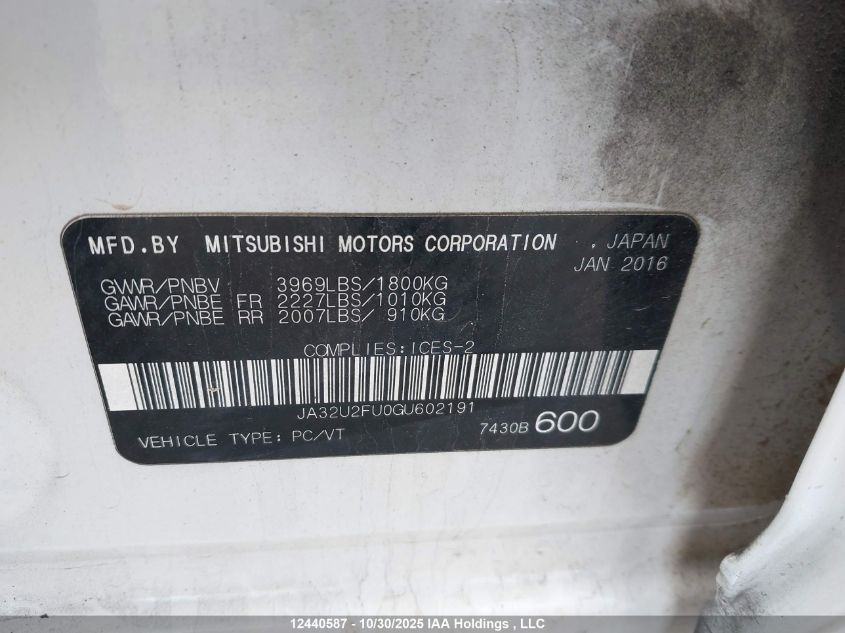 MFD.BY MITSUBISHI MOTORS CORPORATION . JAPAN
JAN 2016
GVWR/PNBV 3969LBS/1800KG
GAWR/PNBE FR 2227LBS/1010KG
GAWR/PNBE RR 2007LBS/ 910KG
COMPLIES:ICES-2
JA32U2FU0GU602191
VEHICLE TYPE: PC/VT 7430B 600
12440587 - 10/30/2025 IAA Holdings , LLC